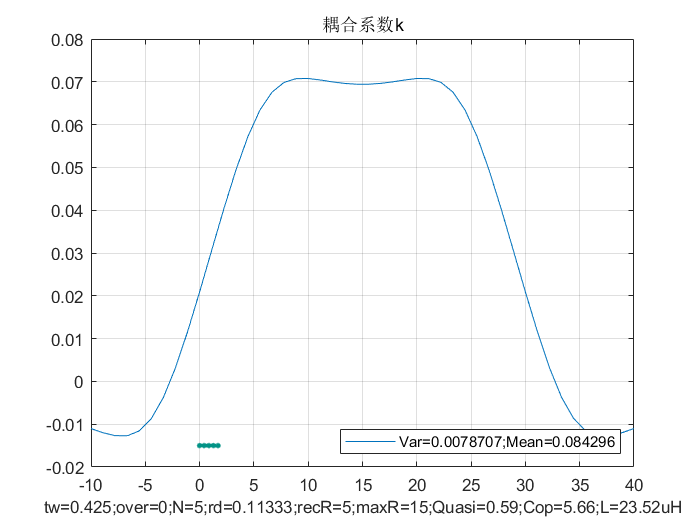 耦合系数k
0.08
0.07
0.06
0.05
0.04
0.03
0.02
0.01
0
-0.01
-0.02
Var=0.0078707;Mean=0.084296
-10 -5 0 5 10 15 20 25 30 35 40
tw=0.425;over=0;N=5;rd=0.11333;recR=5;maxR=15;Quasi=0.59;Cop=5.66;L=23.52uH